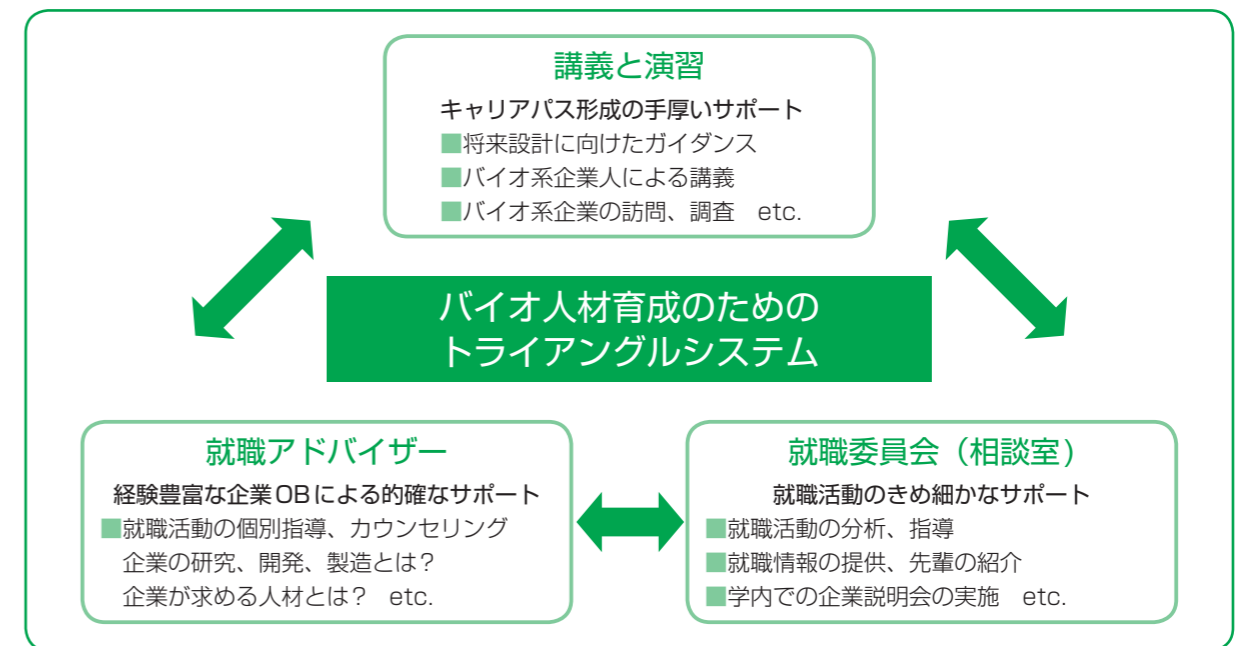 講義と演習
キャリアパス形成の手厚いサポート
■将来設計に向けたガイダンス
■バイオ系企業人による講義
■バイオ系企業の訪問、調査　etc.
バイオ人材育成のための
トライアングルシステム
就職アドバイザー
経験豊富な企業OBによる的確なサポート
■就職活動の個別指導、カウンセリング
企業の研究、開発、製造とは？
企業が求める人材とは？　etc.
就職委員会（相談室）
就職活動のきめ細かなサポート
■就職活動の分析、指導
■就職情報の提供、先輩の紹介
■学内での企業説明会の実施　etc.